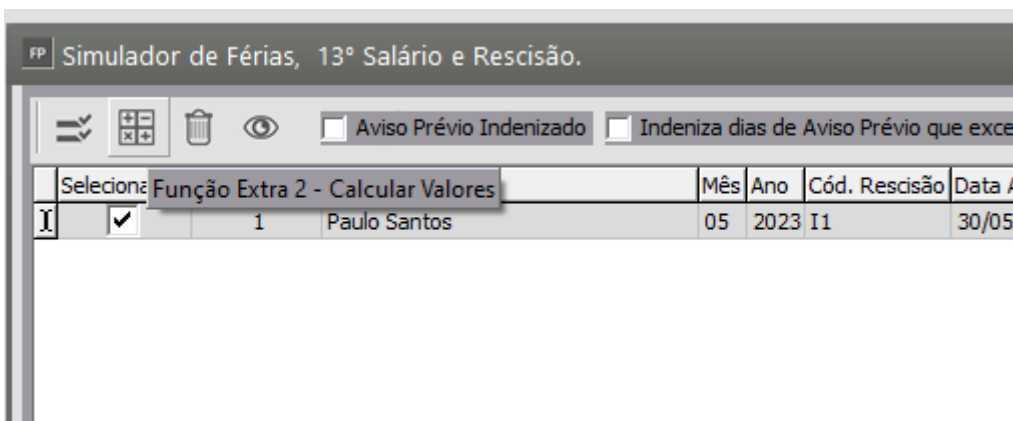 FP Simulador de Férias, 13º Salário e Rescisão.
Aviso Prévio Indenizado Indeniza dias de Aviso Prévio que exce
Seleciona Função Extra 2 - Calcular Valores Mês Ano Cód. Rescisão Data A
1 Paulo Santos 05 2023 I1 30/05